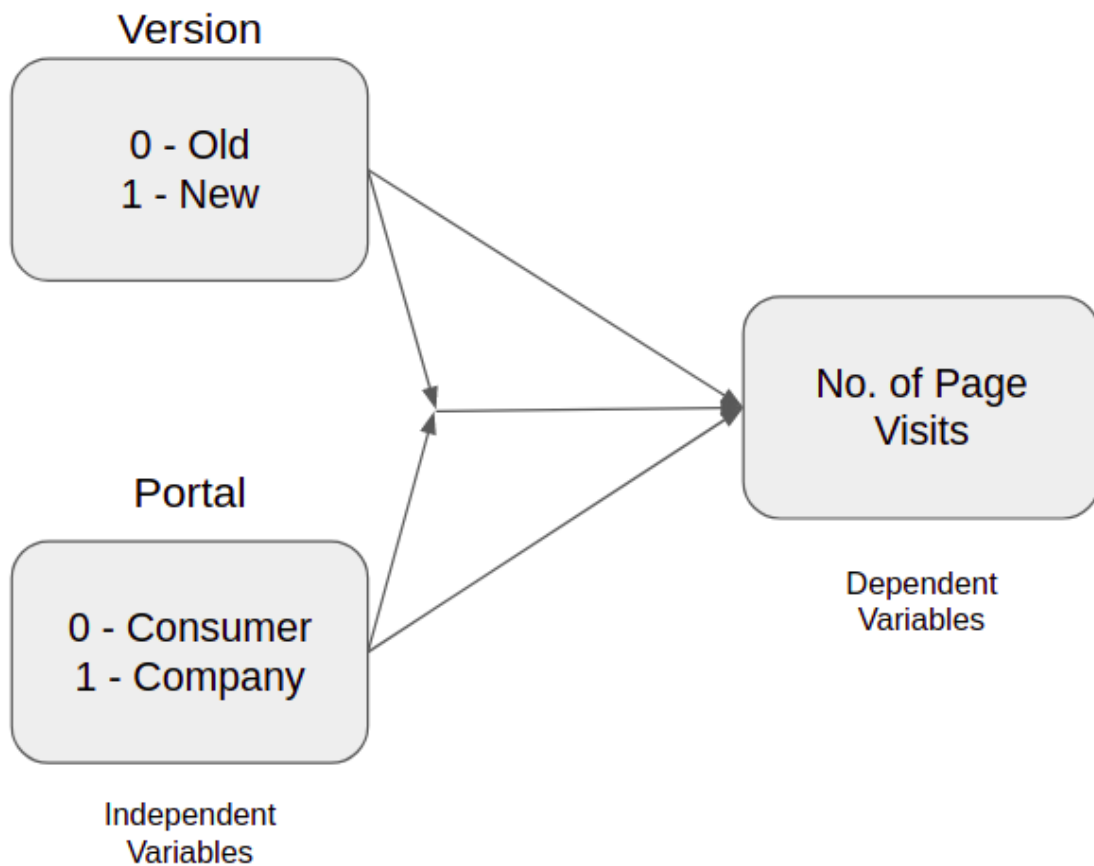 Version
0 - Old
1 - New
No. of Page
Visits
Portal
Dependent
Variables
0 - Consumer
1 - Company
Independent
Variables